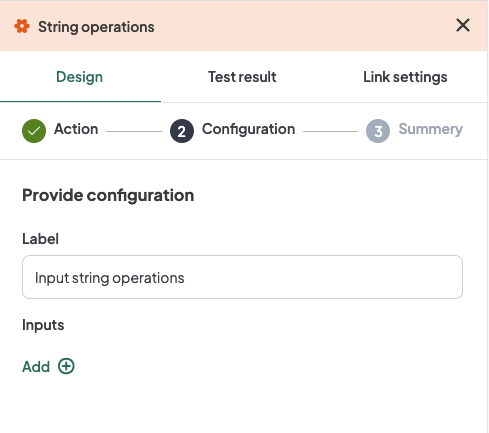 String operations
Design Test result Link settings
Action 2 Configuration 3 Summery
Provide configuration
Label
Input string operations
Inputs
Add